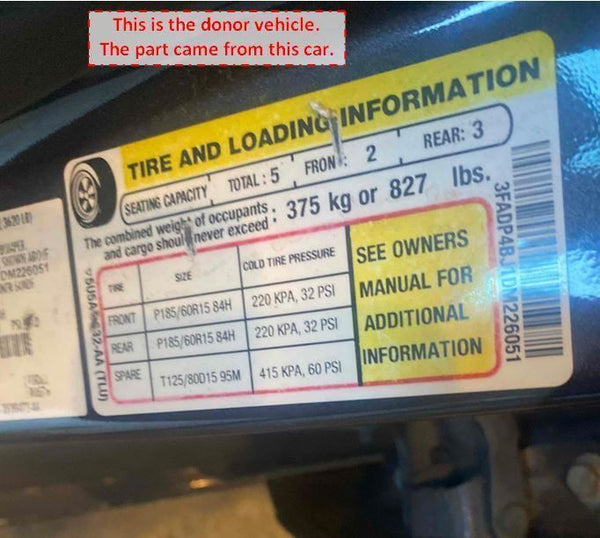 This is the donor vehicle.
The part came from this car.
TIRE AND LOADING INFORMATION
SEATING CAPACITY TOTAL: 5 FRONT: 2 REAR: 3
The combined weight of occupants
and cargo should never exceed: 375 kg or 827 lbs.
TIRE SIZE COLD TIRE PRESSURE
FRONT P185/60R15 84H 220 KPA, 32 PSI
REAR P185/60R15 84H 220 KPA, 32 PSI
SPARE T125/80D15 95M 415 KPA, 60 PSI
SEE OWNERS
MANUAL FOR
ADDITIONAL
INFORMATION